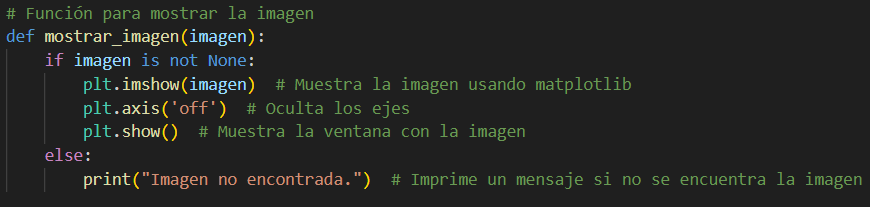 # Función para mostrar la imagen
def mostrar_imagen(imagen):
    if imagen is not None:
        plt.imshow(imagen)  # Muestra la imagen usando matplotlib
        plt.axis('off')  # Oculta los ejes
        plt.show()  # Muestra la ventana con la imagen
    else:
        print("Imagen no encontrada.")  # Imprime un mensaje si no se encuentra la imagen